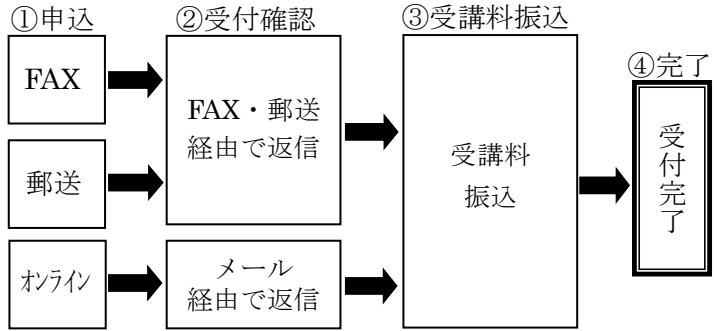 ①申込
②受付確認
③受講料振込
④完了
FAX
郵送
オンライン
FAX・郵送
経由で返信
メール
経由で返信
受講料
振込
受付完了